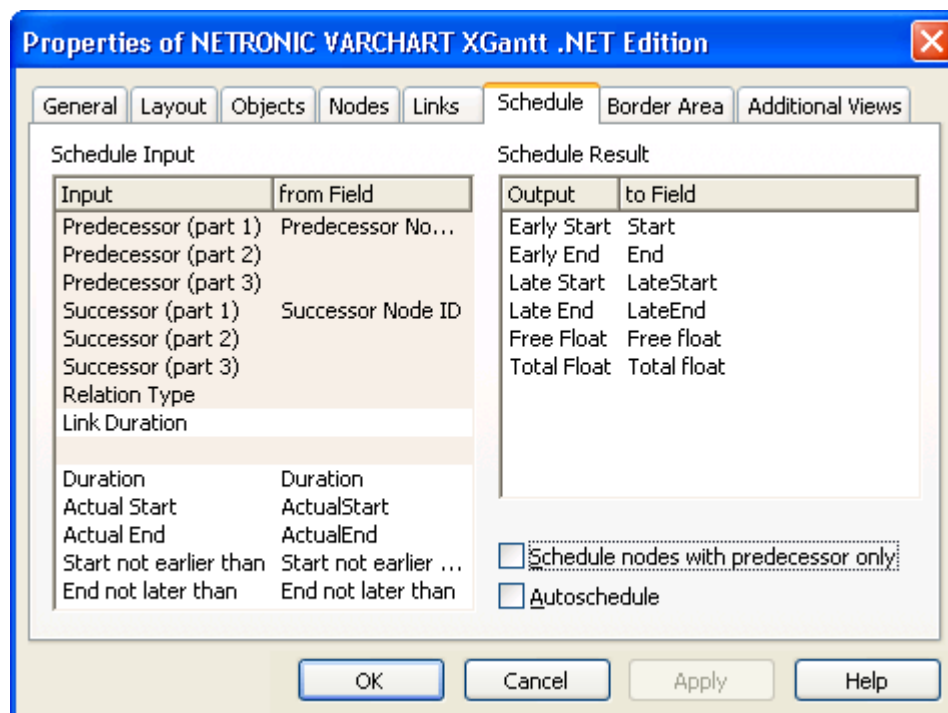 Properties of NETRONIC VARCHART XGantt .NET Edition
General Layout Objects Nodes Links Schedule Border Area Additional Views
Schedule Input
Input from Field
Predecessor (part 1) Predecessor No...
Predecessor (part 2)
Predecessor (part 3)
Successor (part 1) Successor Node ID
Successor (part 2)
Successor (part 3)
Relation Type
Link Duration
Duration Duration
Actual Start ActualStart
Actual End ActualEnd
Start not earlier than Start not earlier ...
End not later than End not later than
Schedule Result
Output to Field
Early Start Start
Early End End
Late Start LateStart
Late End LateEnd
Free Float Free float
Total Float Total float
Schedule nodes with predecessor only
Autoschedule
OK Cancel Apply Help